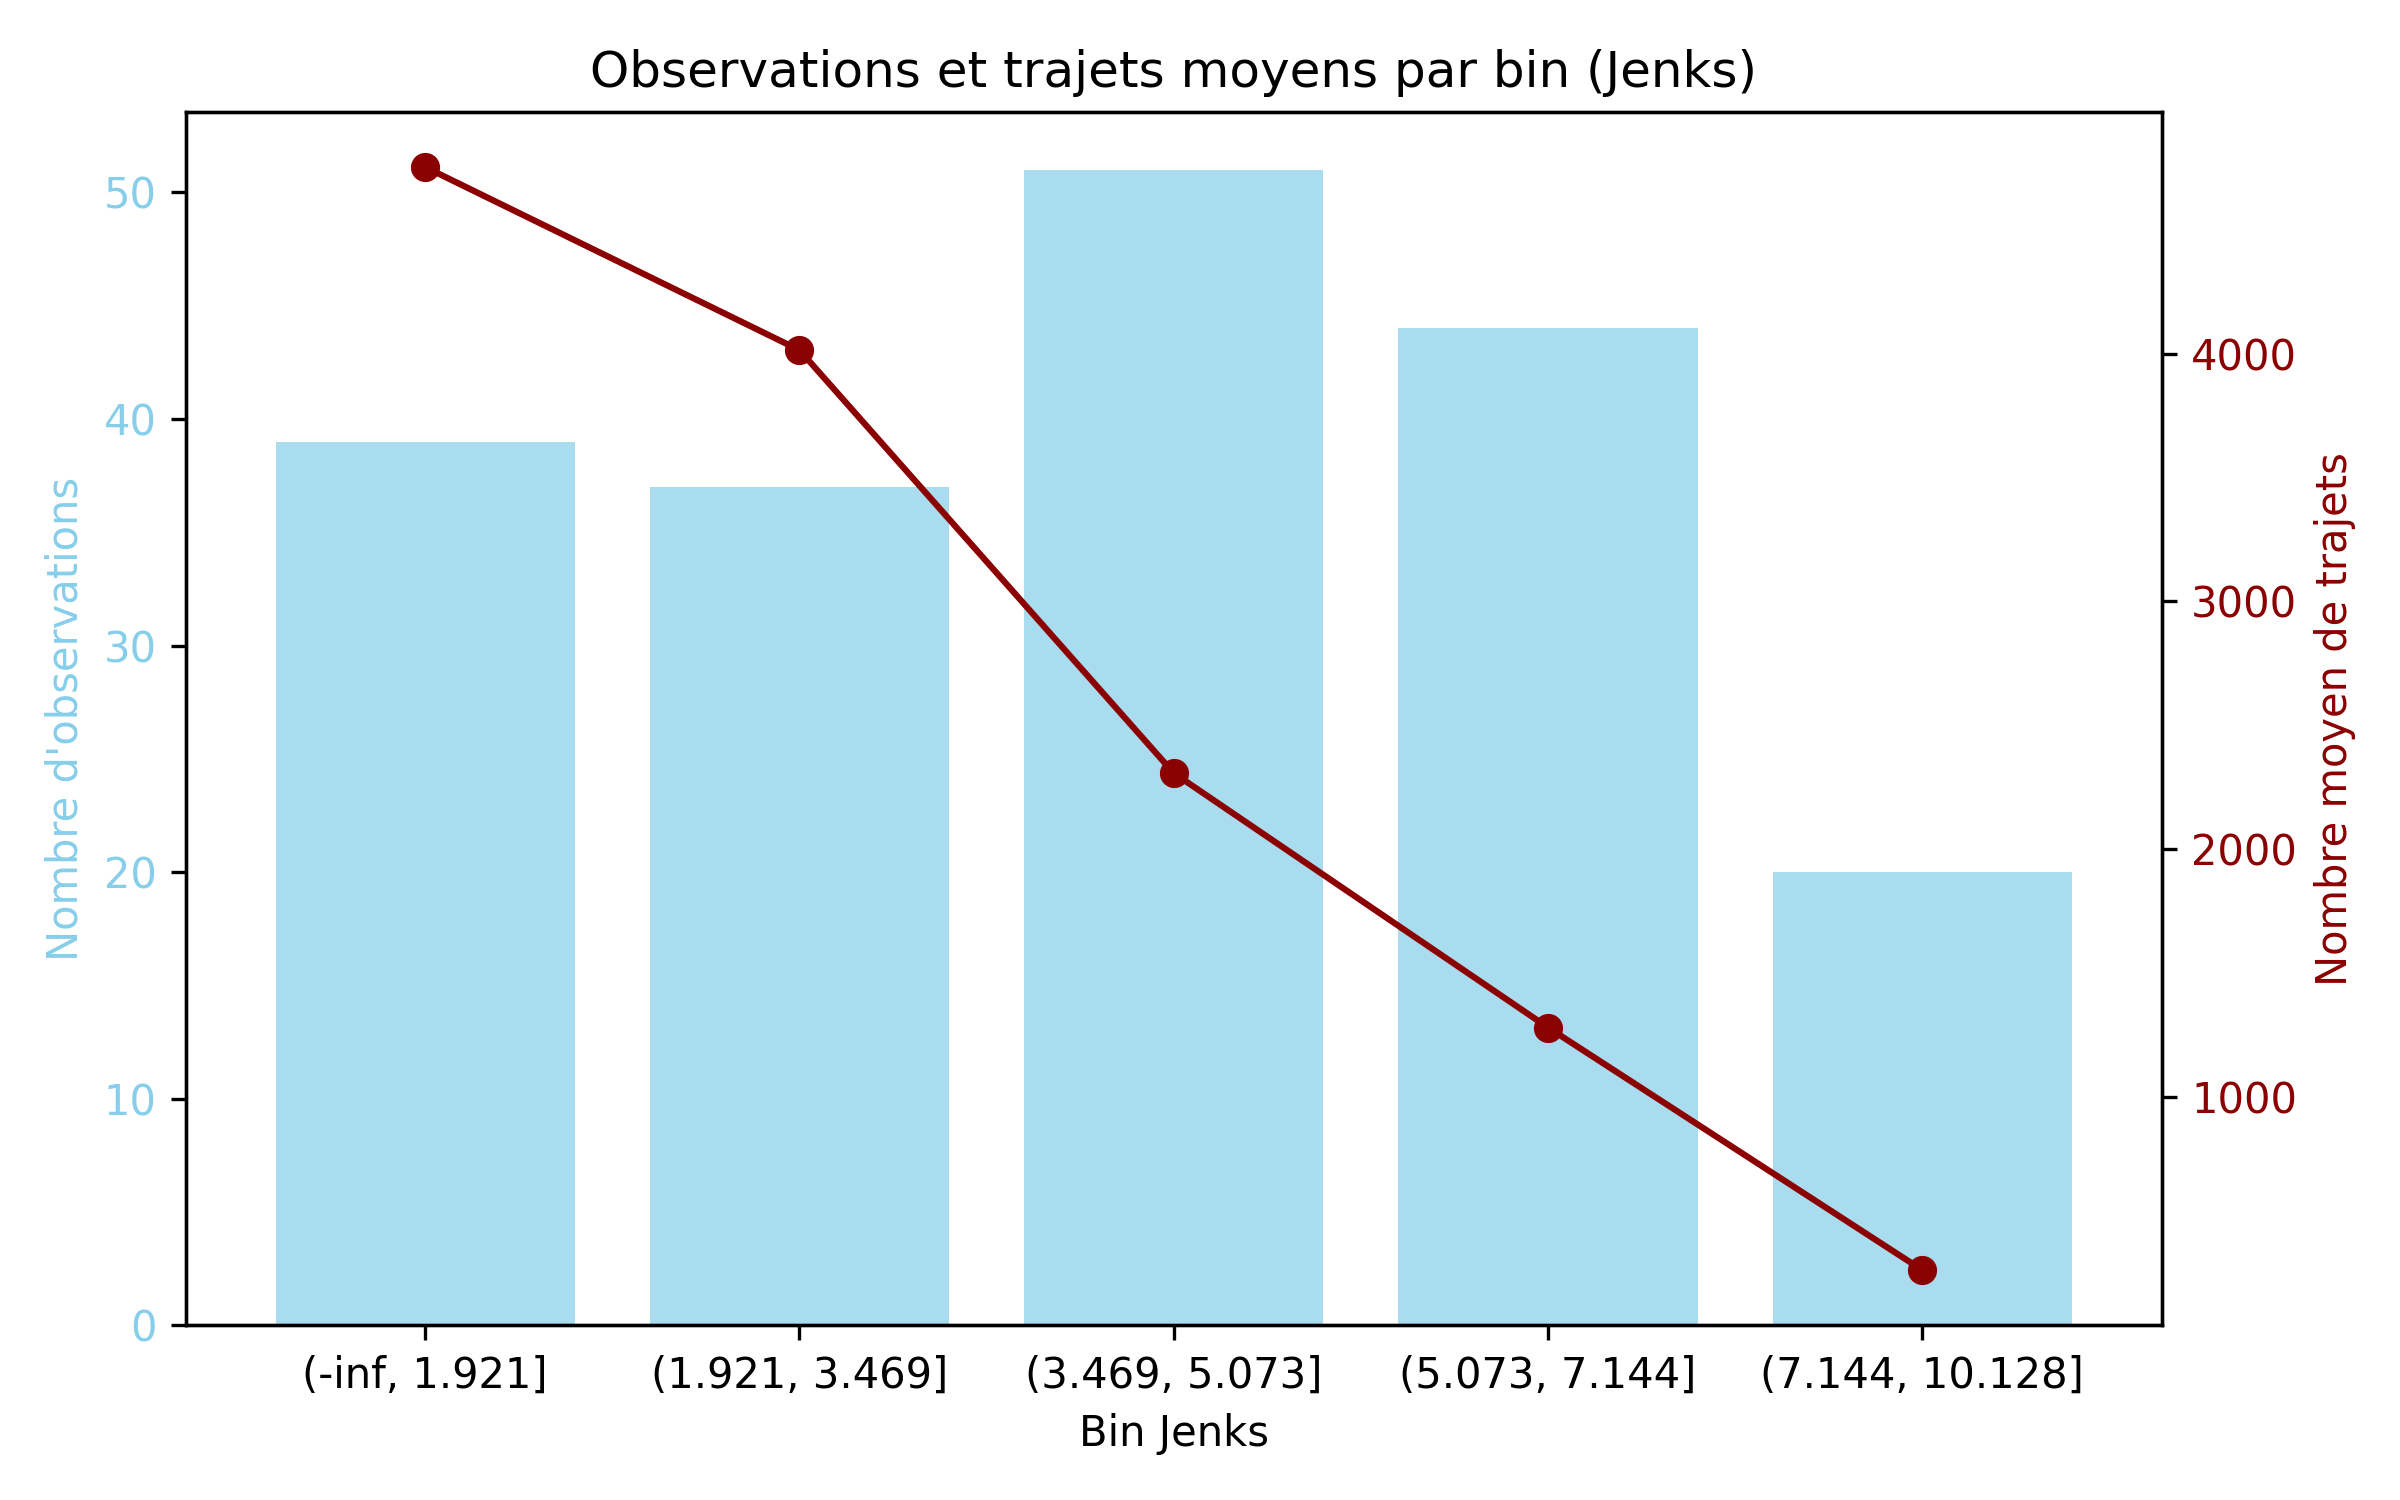 Observations et trajets moyens par bin (Jenks)
Nombre d'observations
50
40
30
20
10
0
4000
3000
2000
1000
Nombre moyen de trajets
(-inf, 1.921] (1.921, 3.469] (3.469, 5.073] (5.073, 7.144] (7.144, 10.128]
Bin Jenks